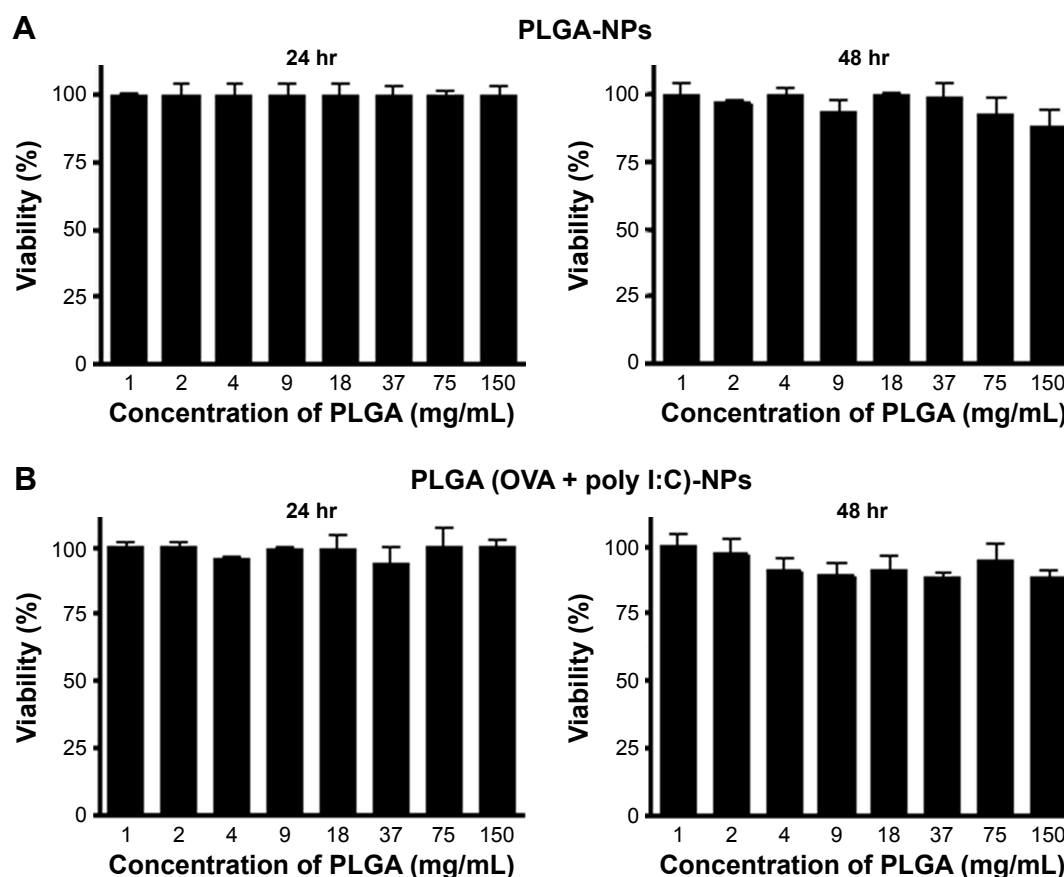 A
PLGA-NPs
24 hr
Viability (%)
100
75
50
25
0
1 2 4 9 18 37 75 150
Concentration of PLGA (mg/mL)
48 hr
Viability (%)
100
75
50
25
0
1 2 4 9 18 37 75 150
Concentration of PLGA (mg/mL)
B
PLGA (OVA + poly I:C)-NPs
24 hr
Viability (%)
100
75
50
25
0
1 2 4 9 18 37 75 150
Concentration of PLGA (mg/mL)
48 hr
Viability (%)
100
75
50
25
0
1 2 4 9 18 37 75 150
Concentration of PLGA (mg/mL)